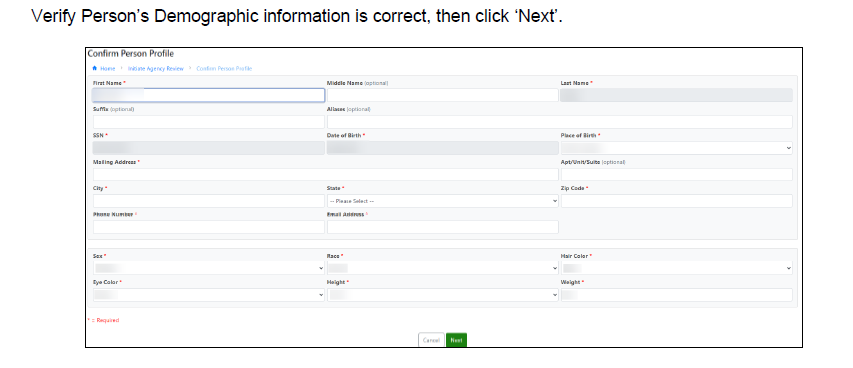 Verify Person's Demographic information is correct, then click 'Next'.
Confirm Person Profile
Home › Initiate Agency Review › Confirm Person Profile
First Name * Middle Name (optional) Last Name *
Suffix (optional) Aliases (optional)
SSN * Date of Birth * Place of Birth *
Mailing Address * Apt/Unit/Suite (optional)
City * State * Zip Code *
-- Please Select --
Phone Number * Email Address *
Sex * Race * Hair Color *
Eye Color * Height * Weight *
* = Required
Cancel Next